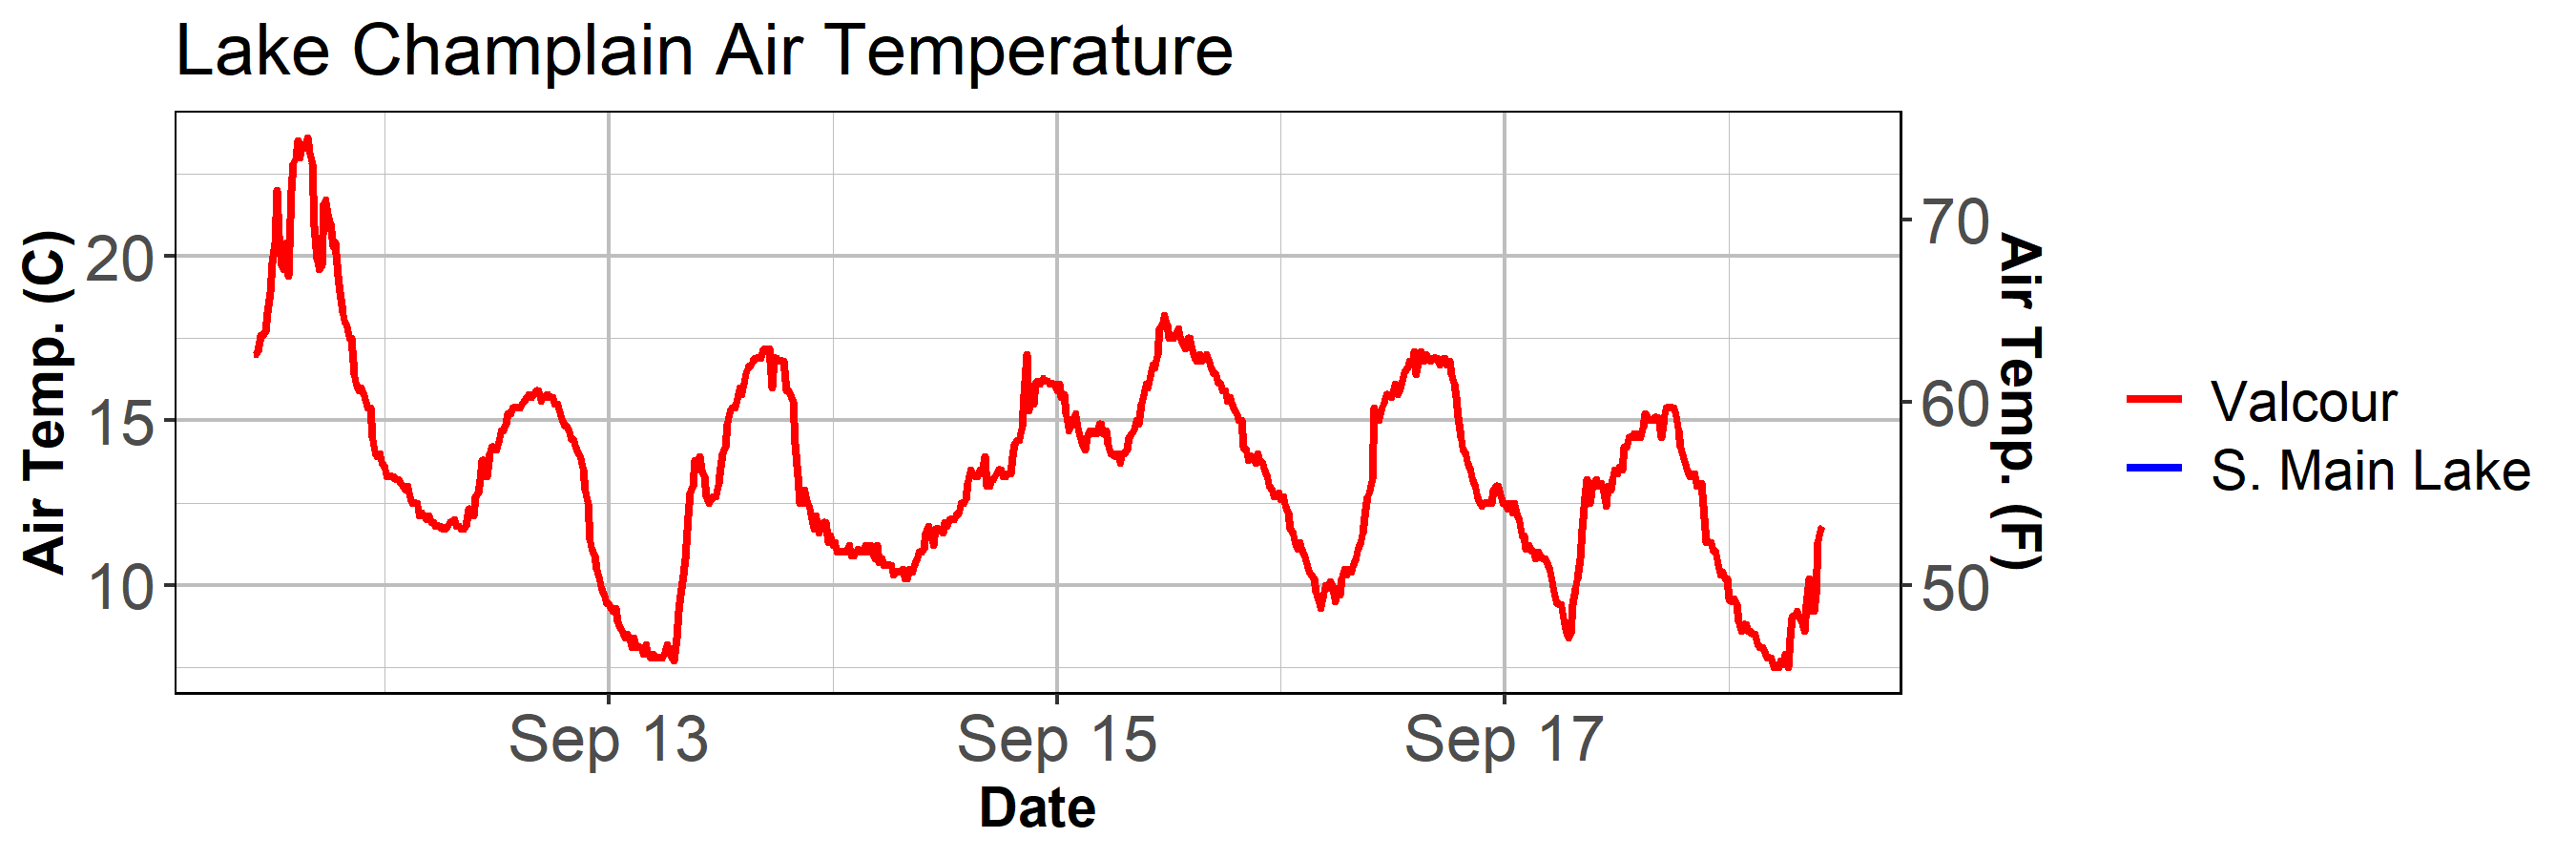 Lake Champlain Air Temperature
Air Temp. (C)
20
15
10
70
60
50
Air Temp. (F)
Sep 13
Sep 15
Sep 17
Date
Valcour
S. Main Lake